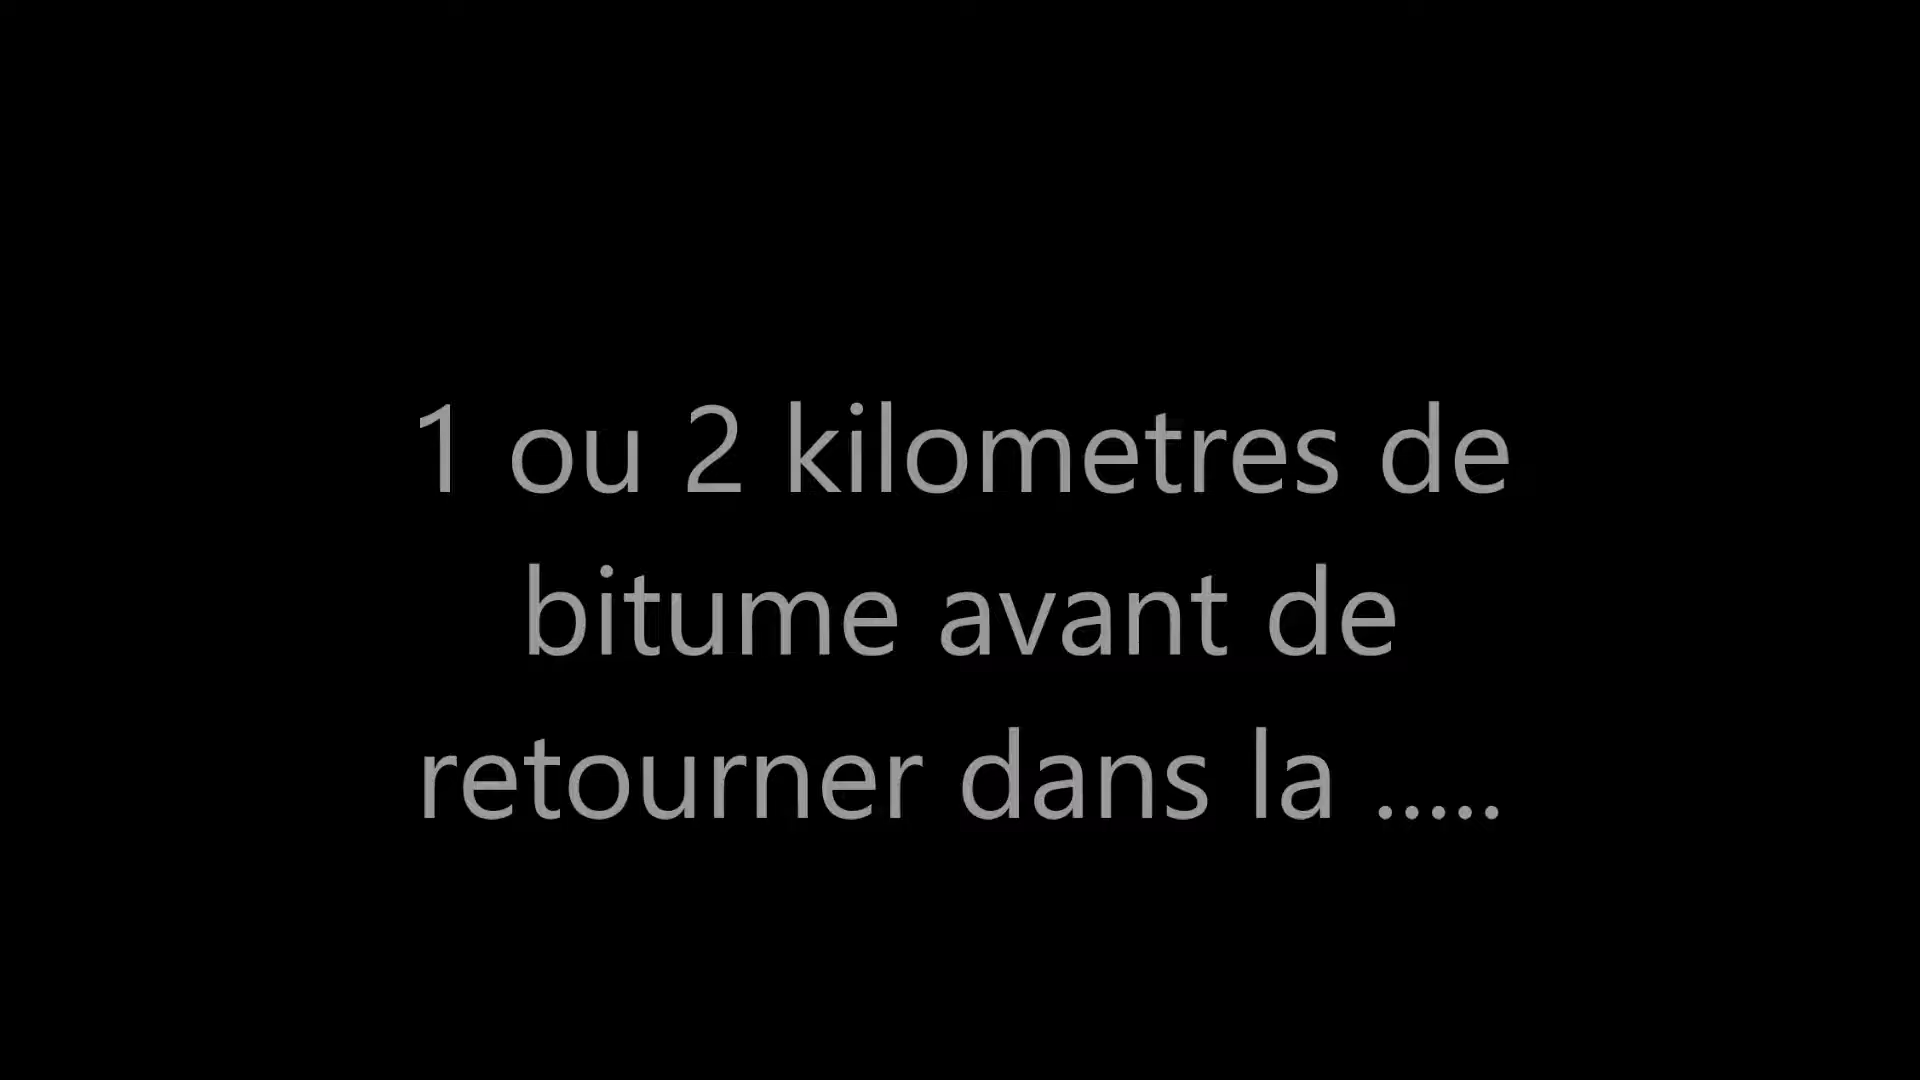 1 ou 2 kilometres de
bitume avant de
retourner dans la .....